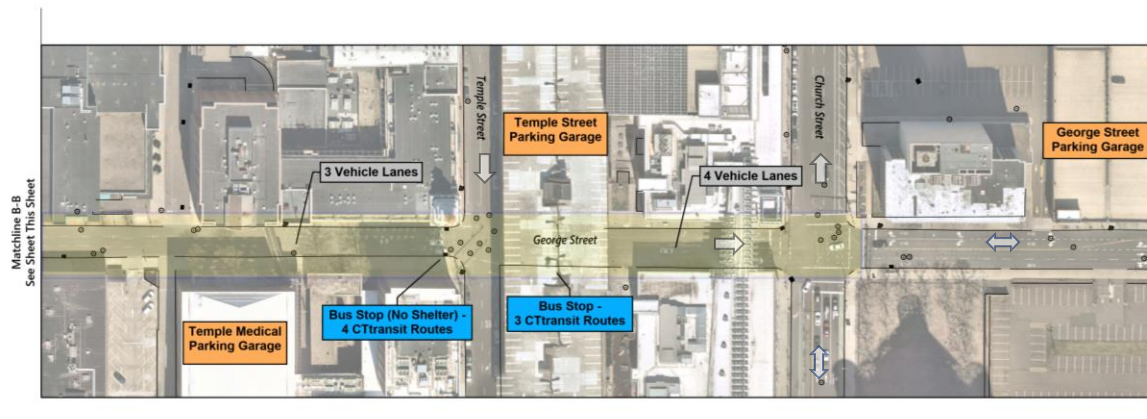 Matchline B-B
See Sheet This Sheet
Temple Street
Temple Street
Parking Garage
Church Street
George Street
Parking Garage
3 Vehicle Lanes
4 Vehicle Lanes
George Street
Temple Medical
Parking Garage
Bus Stop (No Shelter) -
4 CTtransit Routes
Bus Stop -
3 CTtransit Routes